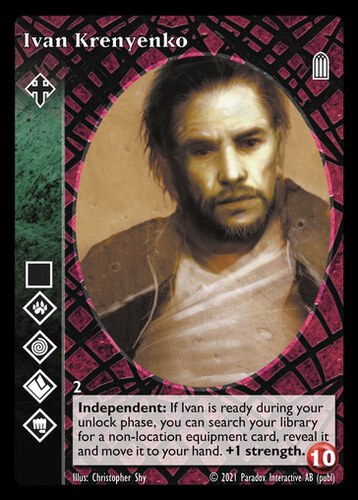 Ivan Krenyenko
2
Independent: If Ivan is ready during your
unlock phase, you can search your library
for a non-location equipment card, reveal it
and move it to your hand. +1 strength.
10
Illus: Christopher Shy © 2021 Paradox Interactive AB (publ)